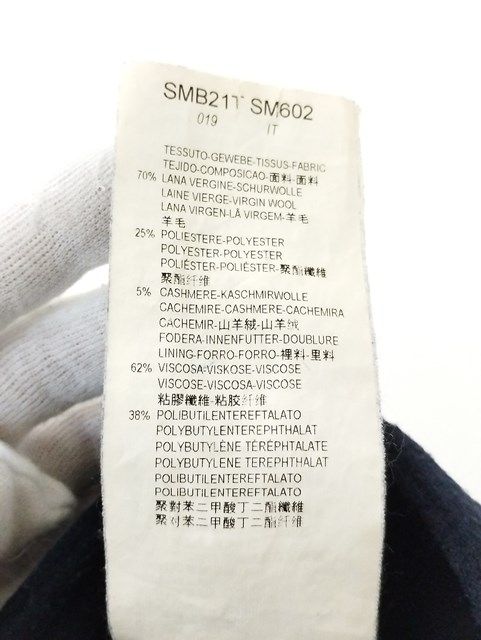 SMB21T SM602
019 IT
TESSUTO-GEWEBE-TISSUS-FABRIC
TEJIDO-COMPOSICAO-面料-面料
70% LANA VERGINE-SCHURWOLLE
LAINE VIERGE-VIRGIN WOOL
LANA VIRGEN-LÃ VIRGEM-羊毛
羊毛
25% POLIESTERE-POLYESTER
POLYESTER-POLYESTER
POLIÉSTER-POLIÉSTER-聚酯纖維
聚酯纤维
5% CASHMERE-KASCHMIRWOLLE
CACHEMIRE-CASHMERE-CACHEMIRA
CACHEMIR-山羊絨-山羊绒
FODERA-INNENFUTTER-DOUBLURE
LINING-FORRO-FORRO-裡料-里料
62% VISCOSA-VISKOSE-VISCOSE
VISCOSE-VISCOSA-VISCOSE
粘膠纖維-粘胶纤维
38% POLIBUTILENTEREFTALATO
POLYBUTYLENTEREPHTHALAT
POLYBUTYLÈNE TÉRÉPHTALATE
POLYBUTYLENE TEREPHTHALAT
POLIBUTILENTEREFTALATO
POLIBUTILENTEREFTALATO
聚對苯二甲酸丁二酯纖維
聚对苯二甲酸丁二酯纤维